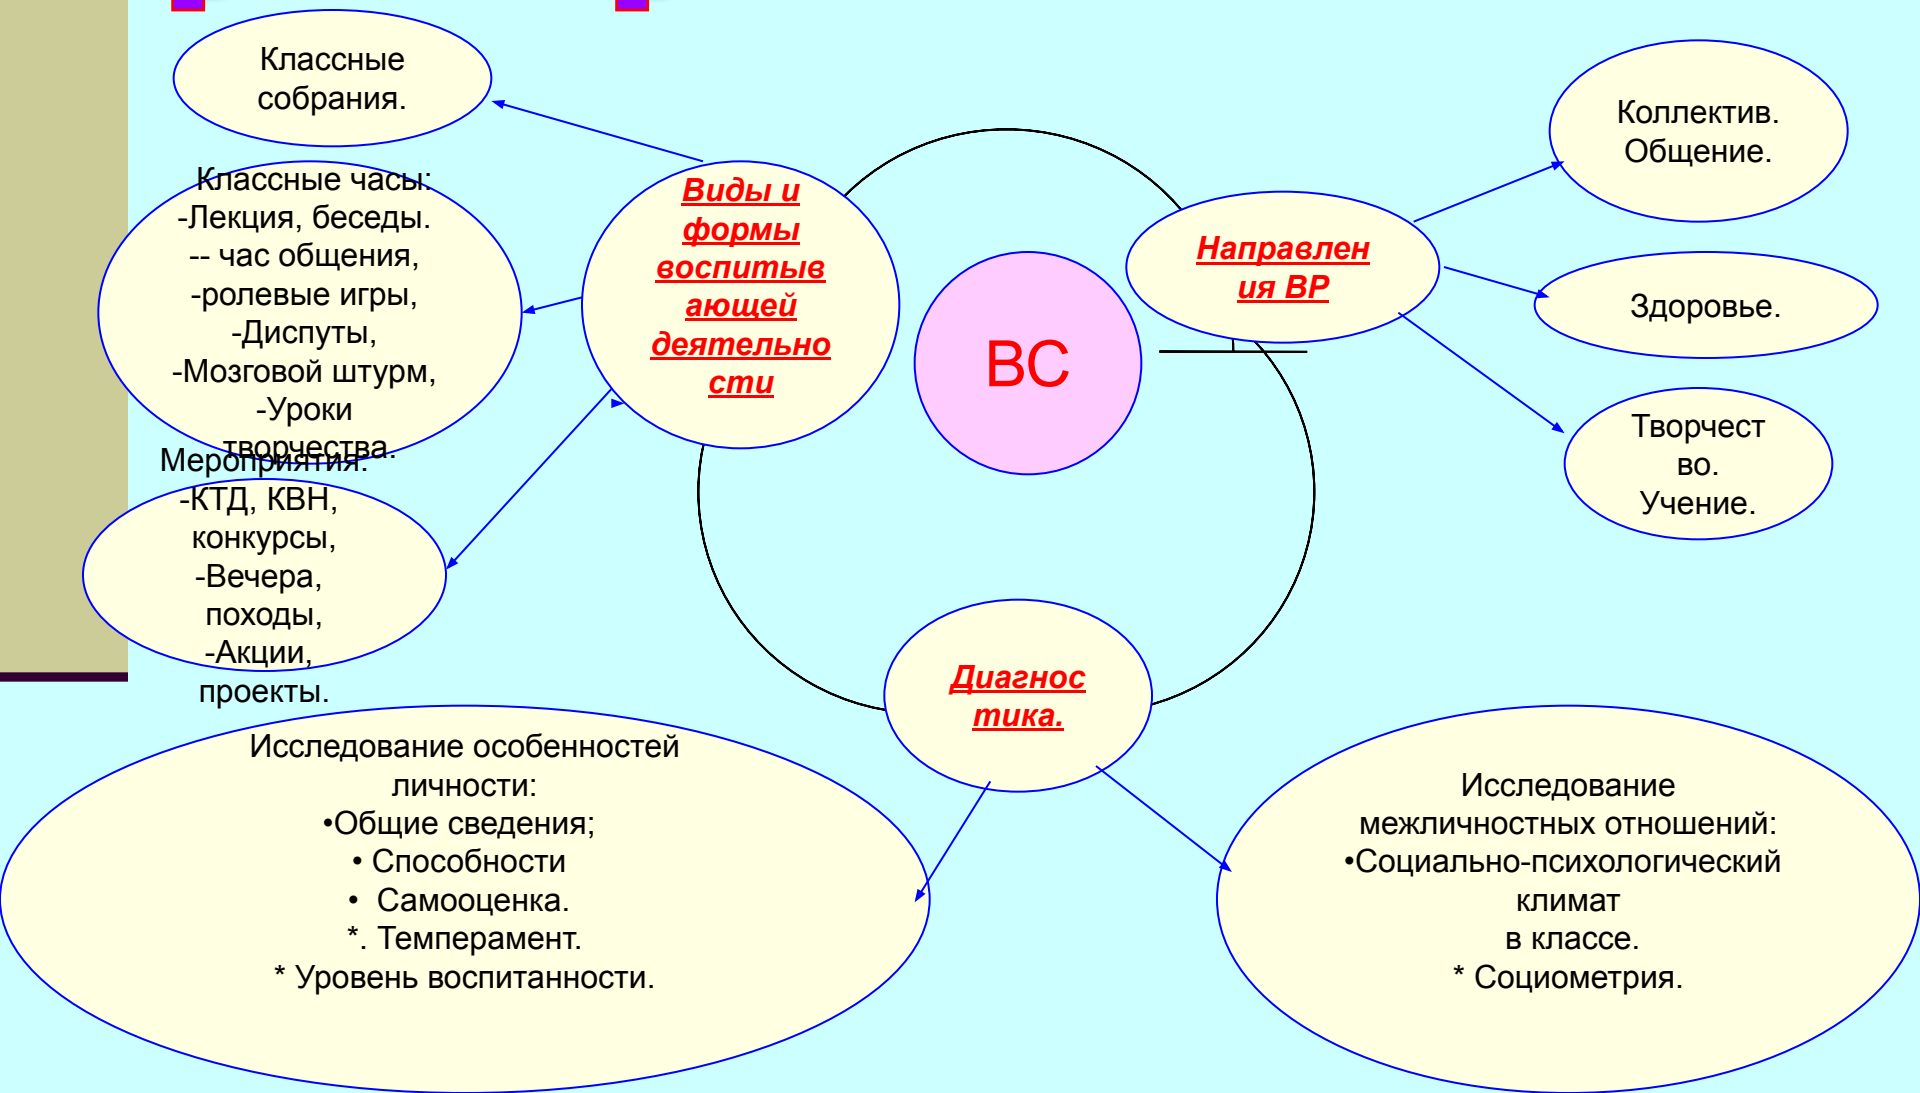 Классные
собрания.
Классные часы:
-Лекция, беседы.
-- час общения,
-ролевые игры,
-Диспуты,
-Мозговой штурм,
-Уроки
творчества.
Мероприятия.
-КТД, КВН,
конкурсы,
-Вечера,
походы,
-Акции,
проекты.
Виды и
формы
воспитыв
ающей
деятельно
сти
ВС
Направлен
ия ВР
Коллектив.
Общение.
Здоровье.
Творчест
во.
Учение.
Диагнос
тика.
Исследование особенностей
личности:
•Общие сведения;
• Способности
• Самооценка.
*. Темперамент.
* Уровень воспитанности.
Исследование
межличностных отношений:
•Социально-психологический
климат
в классе.
* Социометрия.